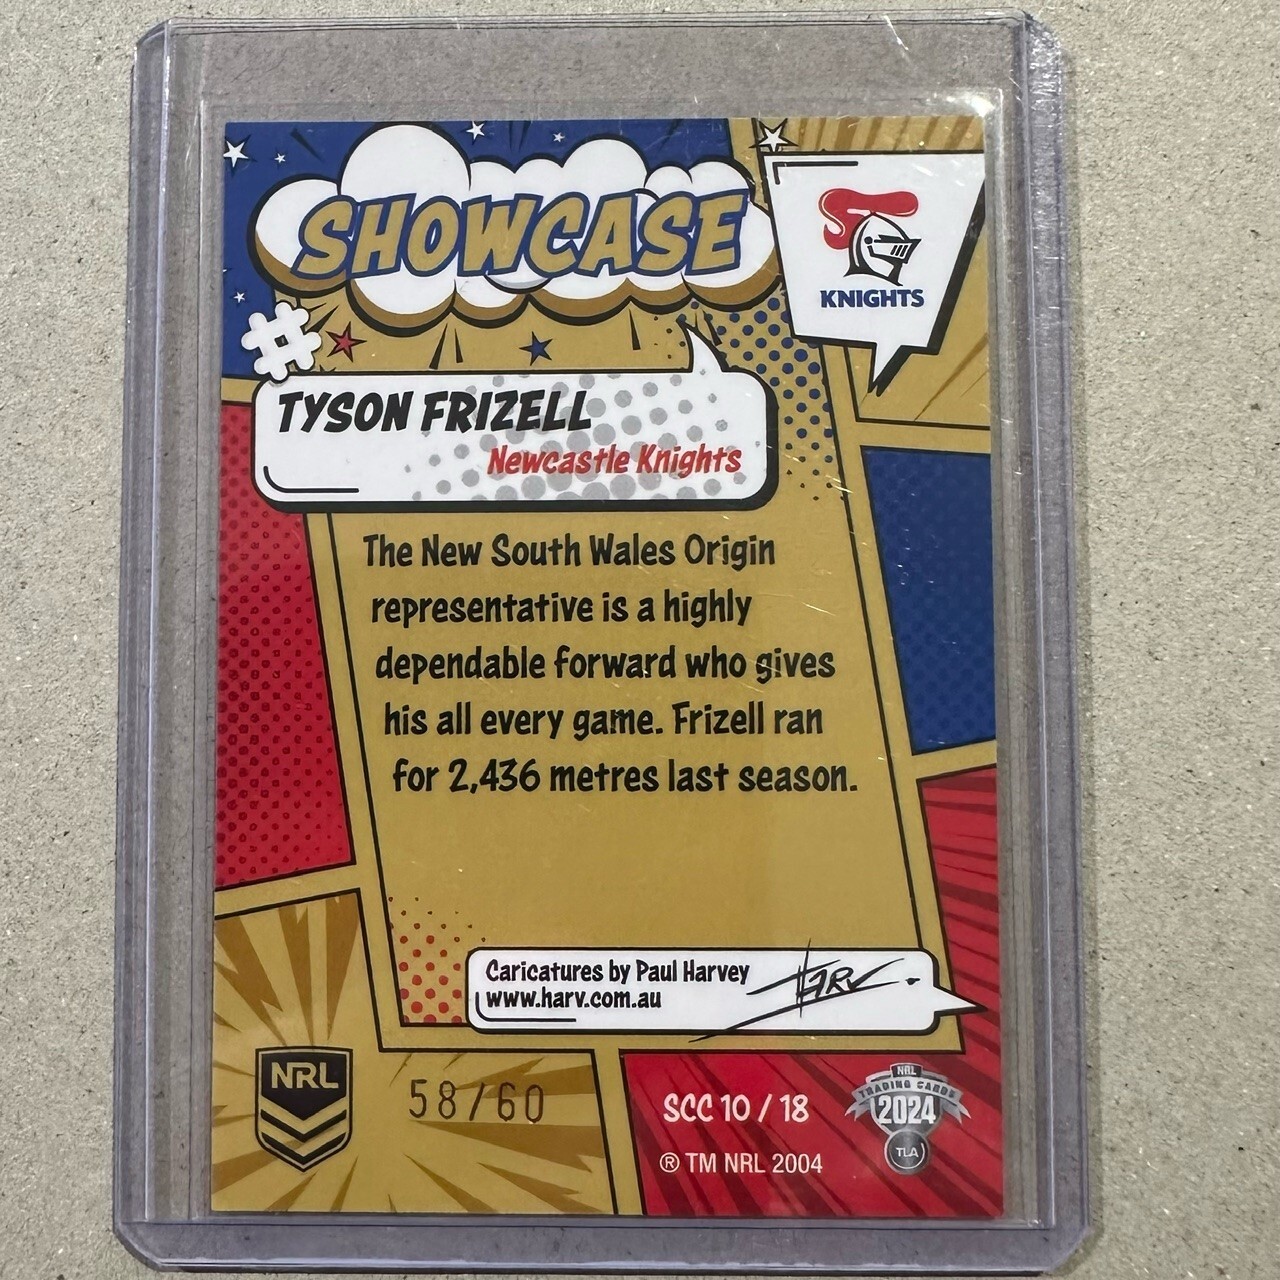 SHOWCASE
KNIGHTS
#
TYSON FRIZELL
Newcastle Knights
The New South Wales Origin
representative is a highly
dependable forward who gives
his all every game. Frizell ran
for 2,436 metres last season.
Caricatures by Paul Harvey
www.harv.com.au
HARV
NRL
58/60
SCC 10 / 18
® TM NRL 2004
NRL
TRADING CARDS
2024
TLA